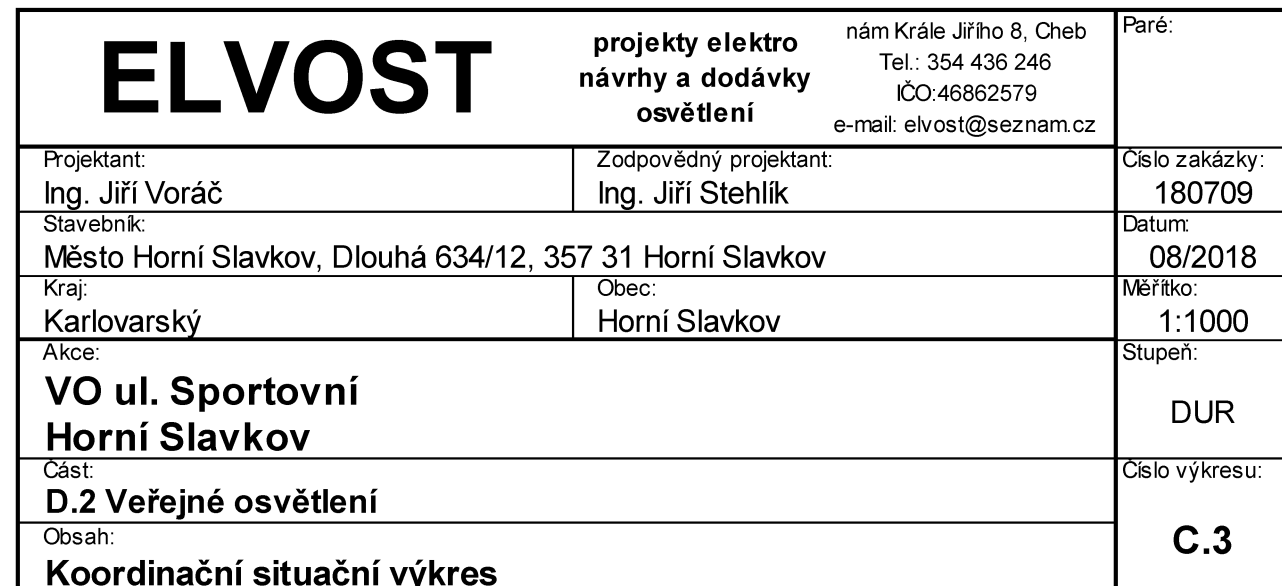 ELVOST
projekty elektro
návrhy a dodávky
osvětlení
nám Krále Jiřího 8, Cheb
Tel.: 354 436 246
IČO:46862579
e-mail: elvost@seznam.cz
Paré:
Projektant:
Ing. Jiří Voráč
Zodpovědný projektant:
Ing. Jiří Stehlík
Číslo zakázky:
180709
Stavebník:
Město Horní Slavkov, Dlouhá 634/12, 357 31 Horní Slavkov
Datum:
08/2018
Kraj:
Karlovarský
Obec:
Horní Slavkov
Měřítko:
1:1000
Akce:
VO ul. Sportovní
Horní Slavkov
Stupeň:
DUR
Část:
D.2 Veřejné osvětlení
Číslo výkresu:
C.3
Obsah:
Koordinační situační výkres